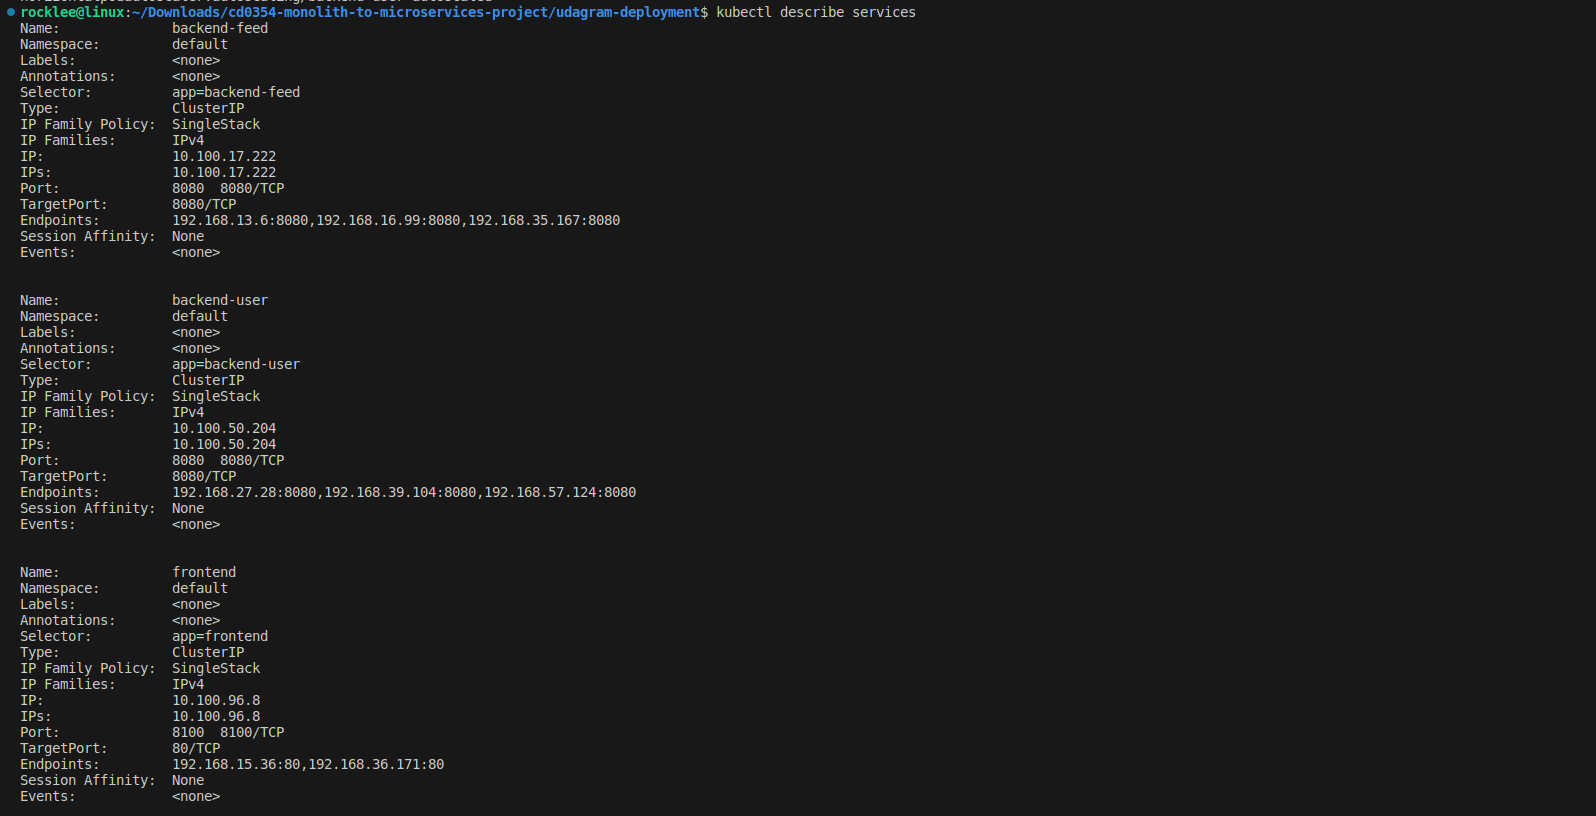 rocklee@linux:~/Downloads/cd0354-monolith-to-microservices-project/udagram-deployment$ kubectl describe services
Name:              backend-feed
Namespace:         default
Labels:            <none>
Annotations:       <none>
Selector:          app=backend-feed
Type:              ClusterIP
IP Family Policy:  SingleStack
IP Families:       IPv4
IP:                10.100.17.222
IPs:               10.100.17.222
Port:              8080  8080/TCP
TargetPort:        8080/TCP
Endpoints:         192.168.13.6:8080,192.168.16.99:8080,192.168.35.167:8080
Session Affinity:  None
Events:            <none>
Name:              backend-user
Namespace:         default
Labels:            <none>
Annotations:       <none>
Selector:          app=backend-user
Type:              ClusterIP
IP Family Policy:  SingleStack
IP Families:       IPv4
IP:                10.100.50.204
IPs:               10.100.50.204
Port:              8080  8080/TCP
TargetPort:        8080/TCP
Endpoints:         192.168.27.28:8080,192.168.39.104:8080,192.168.57.124:8080
Session Affinity:  None
Events:            <none>
Name:              frontend
Namespace:         default
Labels:            <none>
Annotations:       <none>
Selector:          app=frontend
Type:              ClusterIP
IP Family Policy:  SingleStack
IP Families:       IPv4
IP:                10.100.96.8
IPs:               10.100.96.8
Port:              8100  8100/TCP
TargetPort:        80/TCP
Endpoints:         192.168.15.36:80,192.168.36.171:80
Session Affinity:  None
Events:            <none>